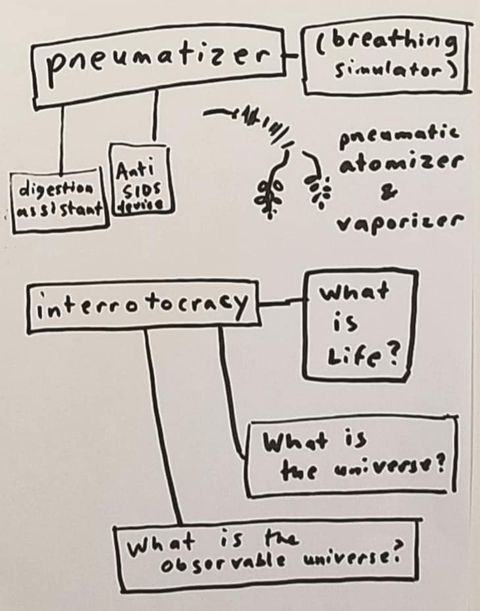 pneumatizer
(breathing
simulator)
digestion
assistant
Anti
SIDS
device
pneumatic
atomizer
&
vaporizer
interrotocracy
What
is
Life?
What is
the universe?
What is the
observable universe?